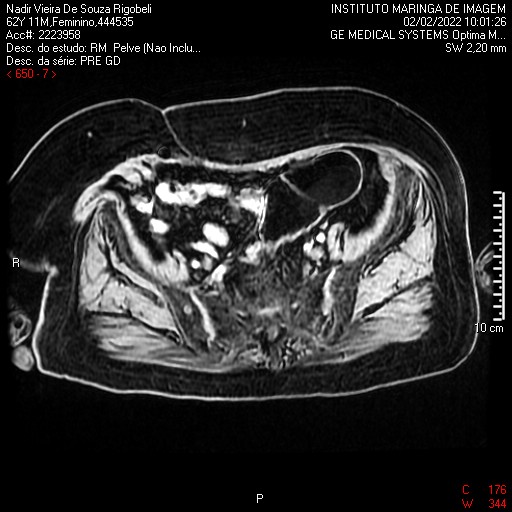 Nadir Vieira De Souza Rigobeli
62Y 11M,Feminino,444535
Acc#: 2223958
Desc. do estudo: RM  Pelve (Nao Inclu...
Desc. da série: PRE GD
< 650 - 7 >
INSTITUTO MARINGA DE IMAGEM
02/02/2022 10:01:26
GE MEDICAL SYSTEMS Optima M...
SW 2,20 mm
R
10 cm
P
C 176
W 344